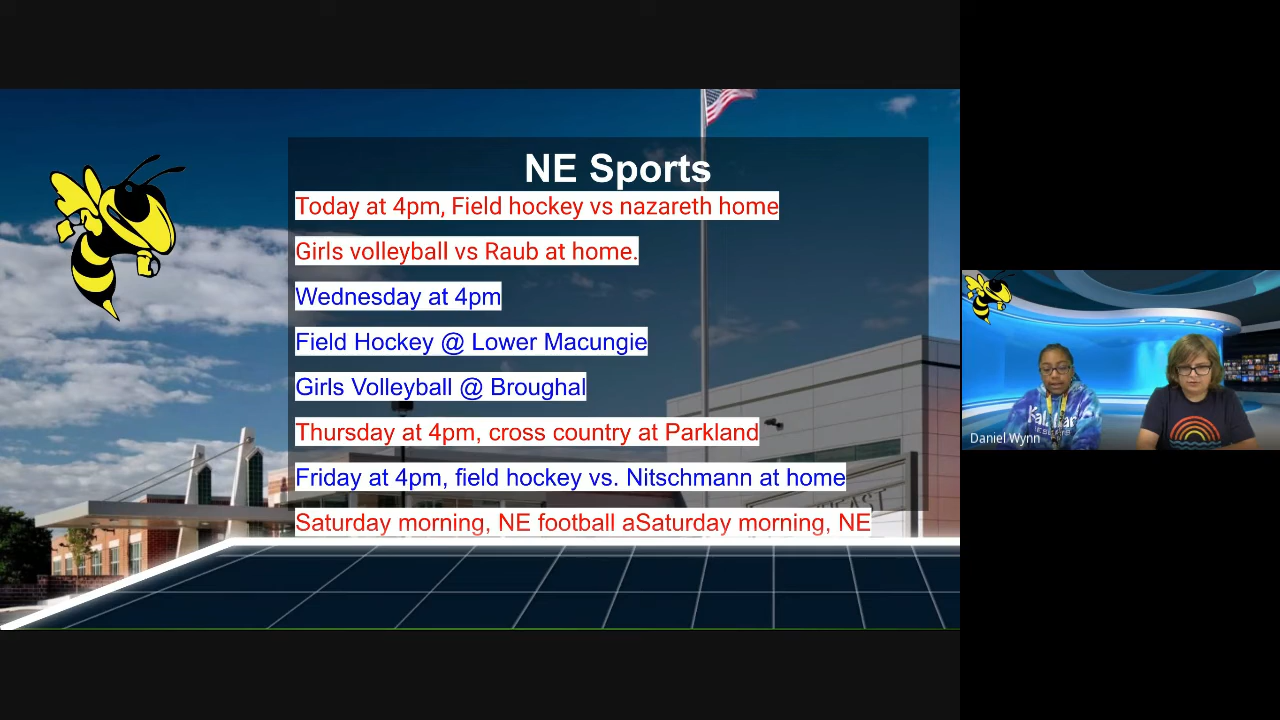 NE Sports
Today at 4pm, Field hockey vs nazareth home
Girls volleyball vs Raub at home.
Wednesday at 4pm
Field Hockey @ Lower Macungie
Girls Volleyball @ Broughal
Thursday at 4pm, cross country at Parkland
Friday at 4pm, field hockey vs. Nitschmann at home
Saturday morning, NE football aSaturday morning, NE
Daniel Wynn